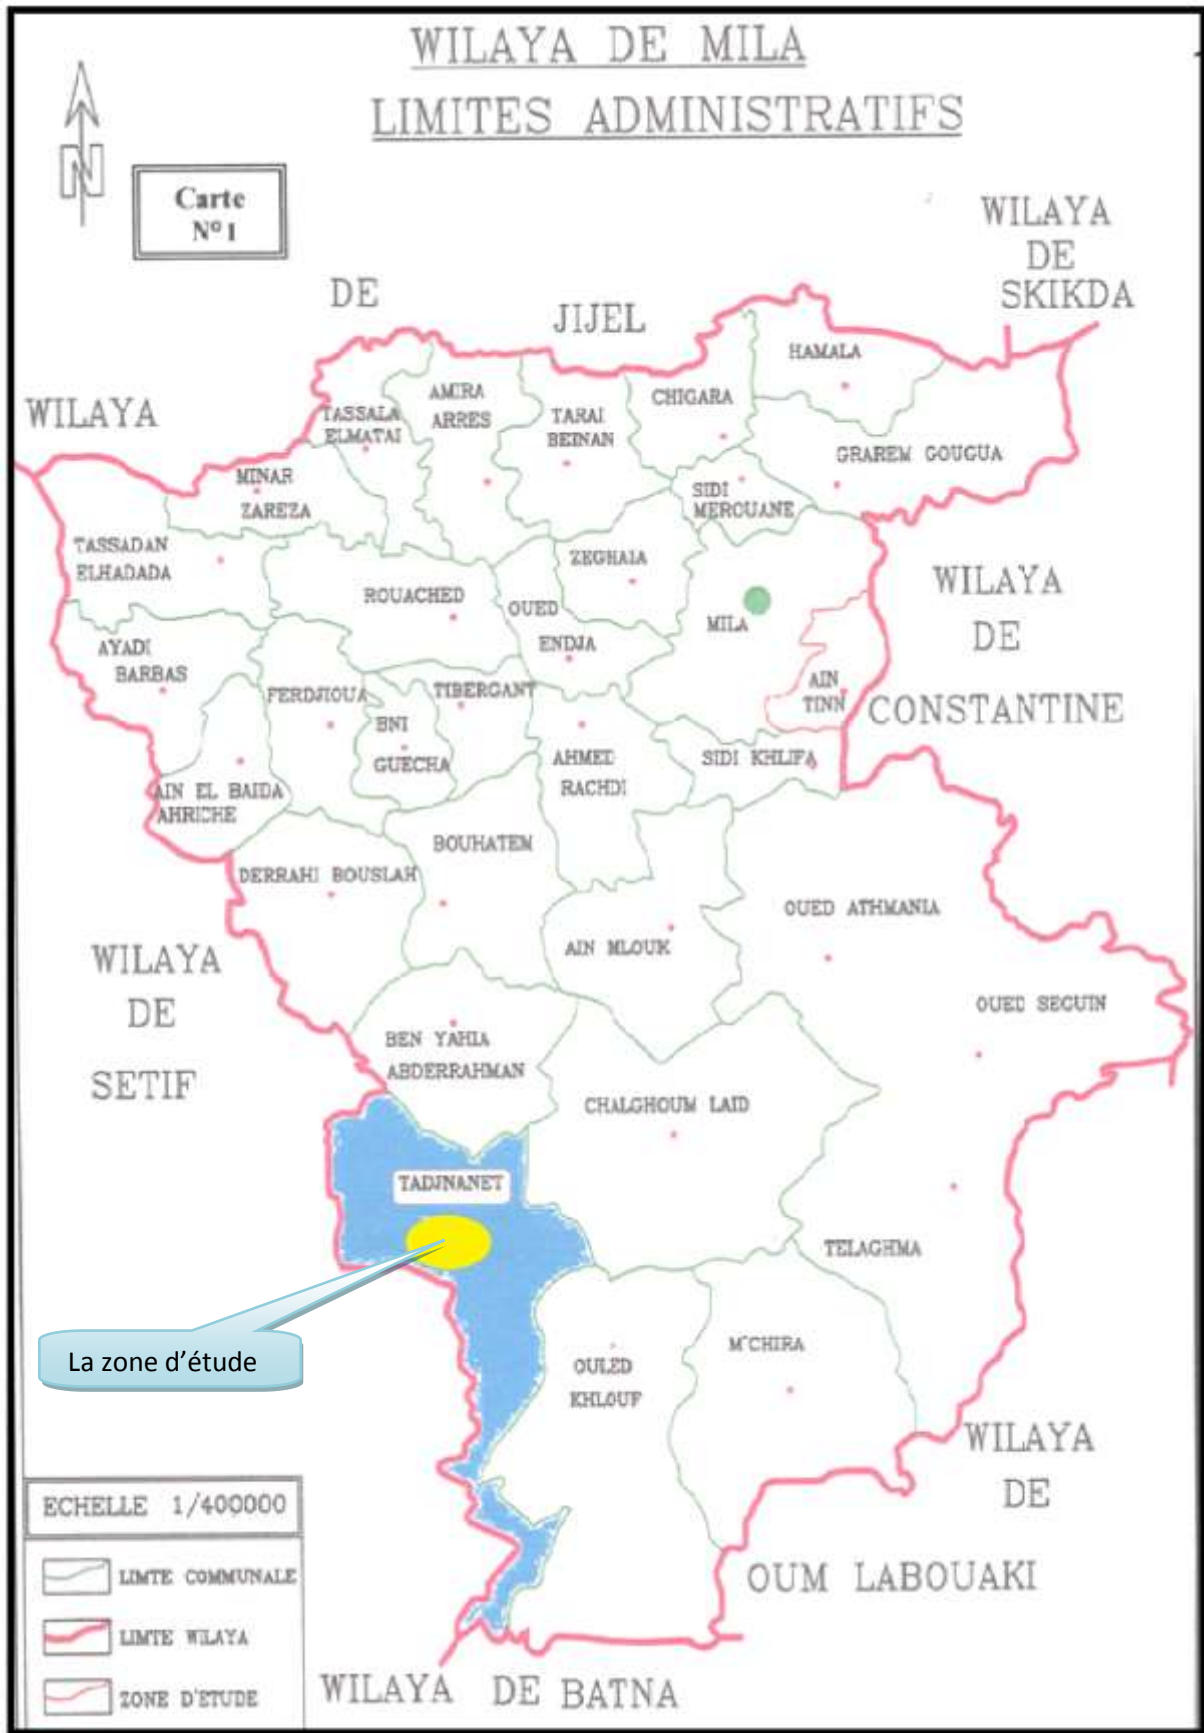 WILAYA DE MILA
LIMITES ADMINISTRATIFS
N
Carte
N° 1
WILAYA
DE
SKIKDA
DE
JIJEL
WILAYA
HAMALA
AMIRA
ARRES
CHIGARA
TASSALA
ELMATAI
TARAI
BEINAN
GRAREM GOUGUA
MINAR
ZAREZA
SIDI
MEROUANE
TASSADAN
ELHADADA
ZEGHAIA
WILAYA
DE
CONSTANTINE
ROUACHED
OUED
ENDJA
MILA
AYADI
BARBAS
FERDJIOUA
TIBERGANT
AIN
TINN
BNI
GUECHA
AHMED
RACHDI
SIDI KHLIFA
AIN EL BAIDA
AHRICHE
BOUHATEM
DERRAHI BOUSLAH
OUED ATHMANIA
AIN MLOUK
WILAYA
DE
SETIF
OUED SEGUIN
BEN YAHIA
ABDERRAHMAN
CHALGHOUM LAID
TADJNANET
TELAGHMA
La zone d'étude
M'CHIRA
OULED
KHLOUF
WILAYA
DE
OUM LABOUAKI
ECHELLE 1/400000
LIMTE COMMUNALE
LIMTE WILAYA
ZONE D'ETUDE
WILAYA DE BATNA